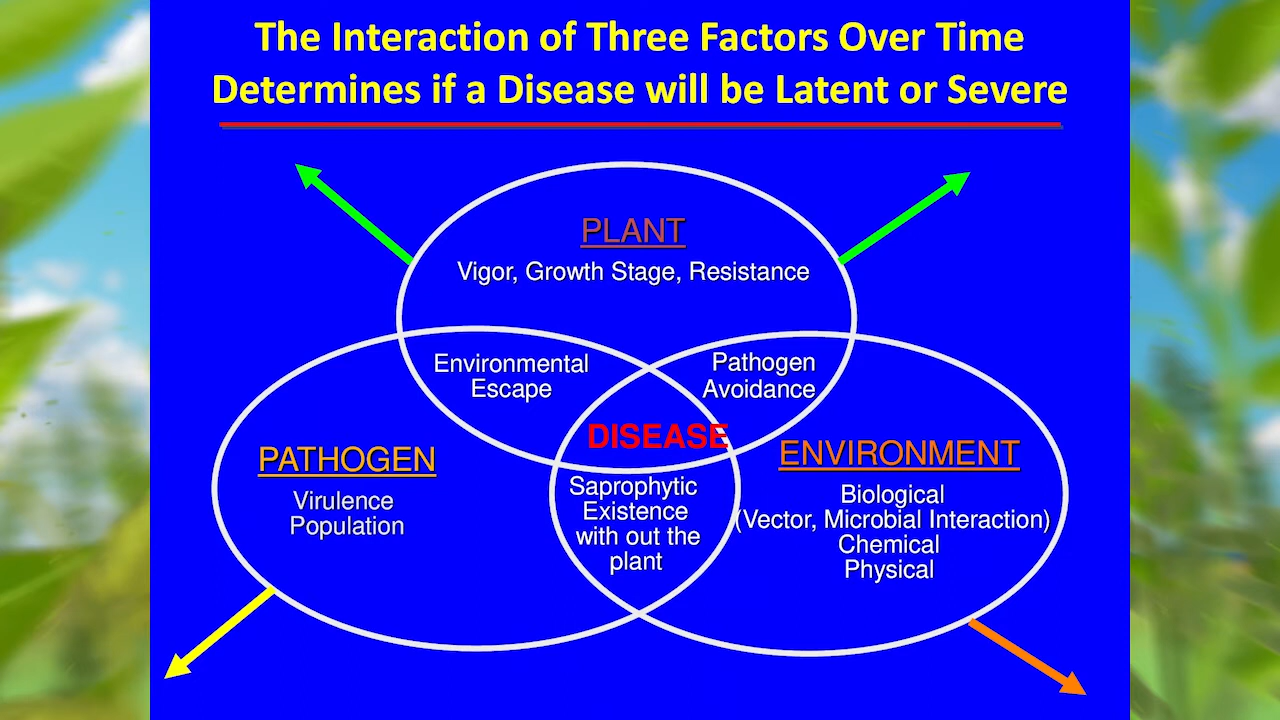 The Interaction of Three Factors Over Time
Determines if a Disease will be Latent or Severe
PLANT
Vigor, Growth Stage, Resistance
Environmental
Escape
Pathogen
Avoidance
DISEASE
PATHOGEN
Virulence
Population
Saprophytic
Existence
with out the
plant
ENVIRONMENT
Biological
(Vector, Microbial Interaction)
Chemical
Physical